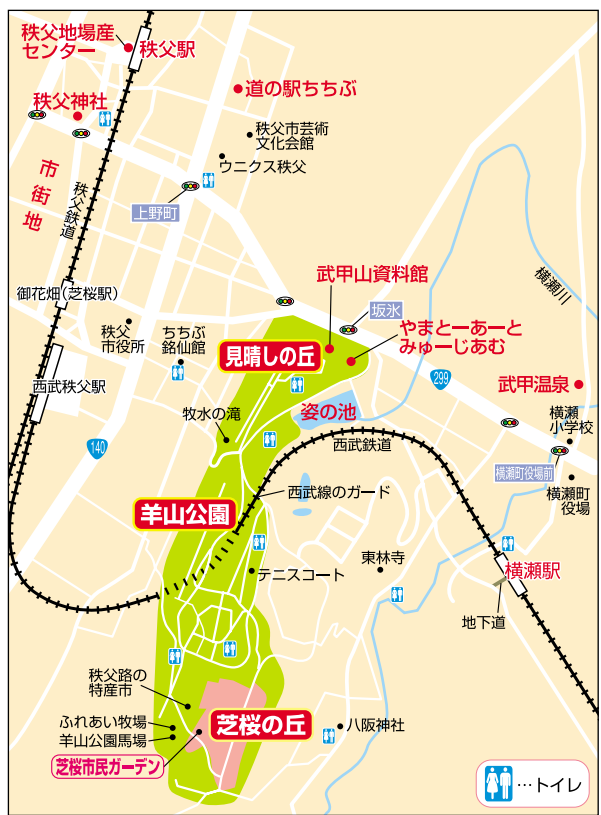 秩父地場産
センター
秩父駅
道の駅ちちぶ
秩父神社
秩父市芸術
文化会館
ウニクス秩父
市街地
秩父鉄道
上野町
御花畑(芝桜駅)
武甲山資料館
坂氷
横瀬川
秩父
市役所
ちちぶ
銘仙館
見晴しの丘
やまとーあーと
みゅーじあむ
299
武甲温泉
西武秩父駅
姿の池
横瀬
小学校
牧水の滝
140
西武鉄道
横瀬町役場前
西武線のガード
横瀬町
役場
羊山公園
テニスコート
東林寺
横瀬駅
地下道
秩父路の
特産市
ふれあい牧場
羊山公園馬場
芝桜の丘
八阪神社
芝桜市民ガーデン
…トイレ